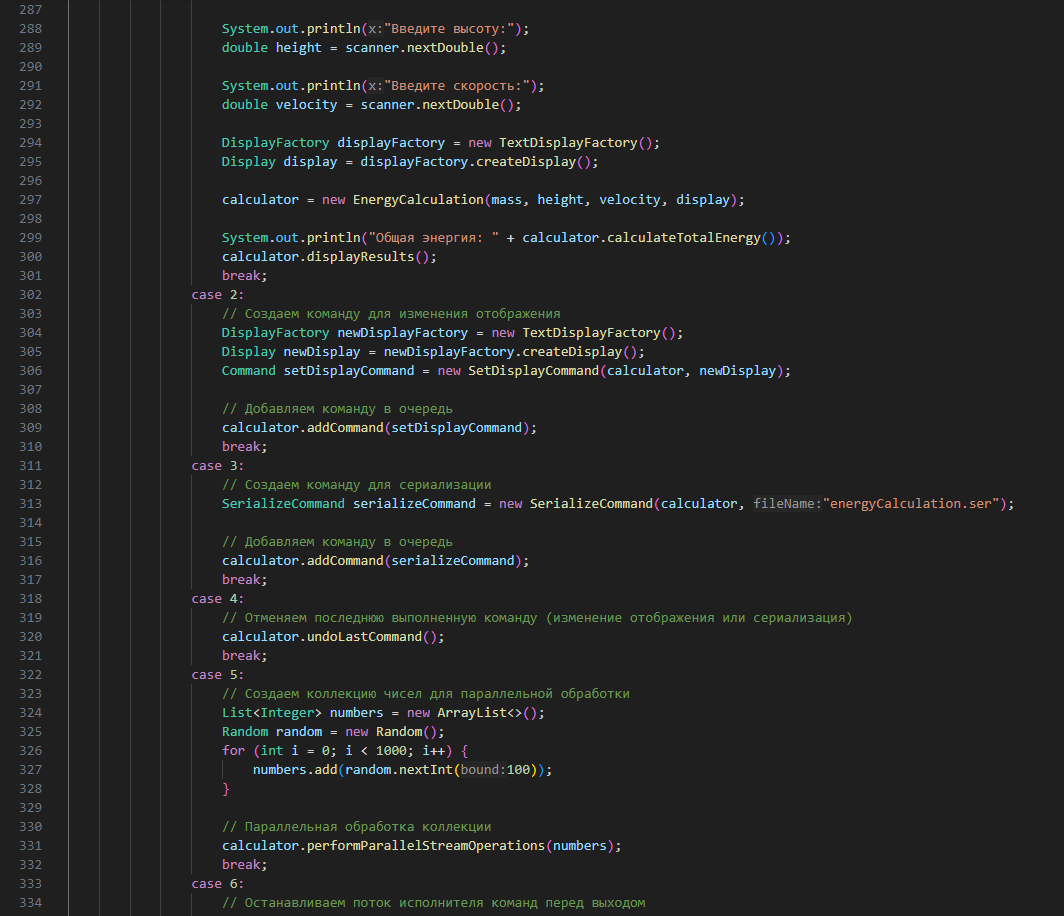 287
288 System.out.println(x:"Введите высоту:");
289 double height = scanner.nextDouble();
290
291 System.out.println(x:"Введите скорость:");
292 double velocity = scanner.nextDouble();
293
294 DisplayFactory displayFactory = new TextDisplayFactory();
295 Display display = displayFactory.createDisplay();
296
297 calculator = new EnergyCalculation(mass, height, velocity, display);
298
299 System.out.println("Общая энергия: " + calculator.calculateTotalEnergy());
300 calculator.displayResults();
301 break;
302 case 2:
303 // Создаем команду для изменения отображения
304 DisplayFactory newDisplayFactory = new TextDisplayFactory();
305 Display newDisplay = newDisplayFactory.createDisplay();
306 Command setDisplayCommand = new SetDisplayCommand(calculator, newDisplay);
307
308 // Добавляем команду в очередь
309 calculator.addCommand(setDisplayCommand);
310 break;
311 case 3:
312 // Создаем команду для сериализации
313 SerializeCommand serializeCommand = new SerializeCommand(calculator, fileName:"energyCalculation.ser");
314
315 // Добавляем команду в очередь
316 calculator.addCommand(serializeCommand);
317 break;
318 case 4:
319 // Отменяем последнюю выполненную команду (изменение отображения или сериализация)
320 calculator.undoLastCommand();
321 break;
322 case 5:
323 // Создаем коллекцию чисел для параллельной обработки
324 List<Integer> numbers = new ArrayList<>();
325 Random random = new Random();
326 for (int i = 0; i < 1000; i++) {
327 numbers.add(random.nextInt(bound:100));
328 }
329
330 // Параллельная обработка коллекции
331 calculator.performParallelStreamOperations(numbers);
332 break;
333 case 6:
334 // Останавливаем поток исполнителя команд перед выходом